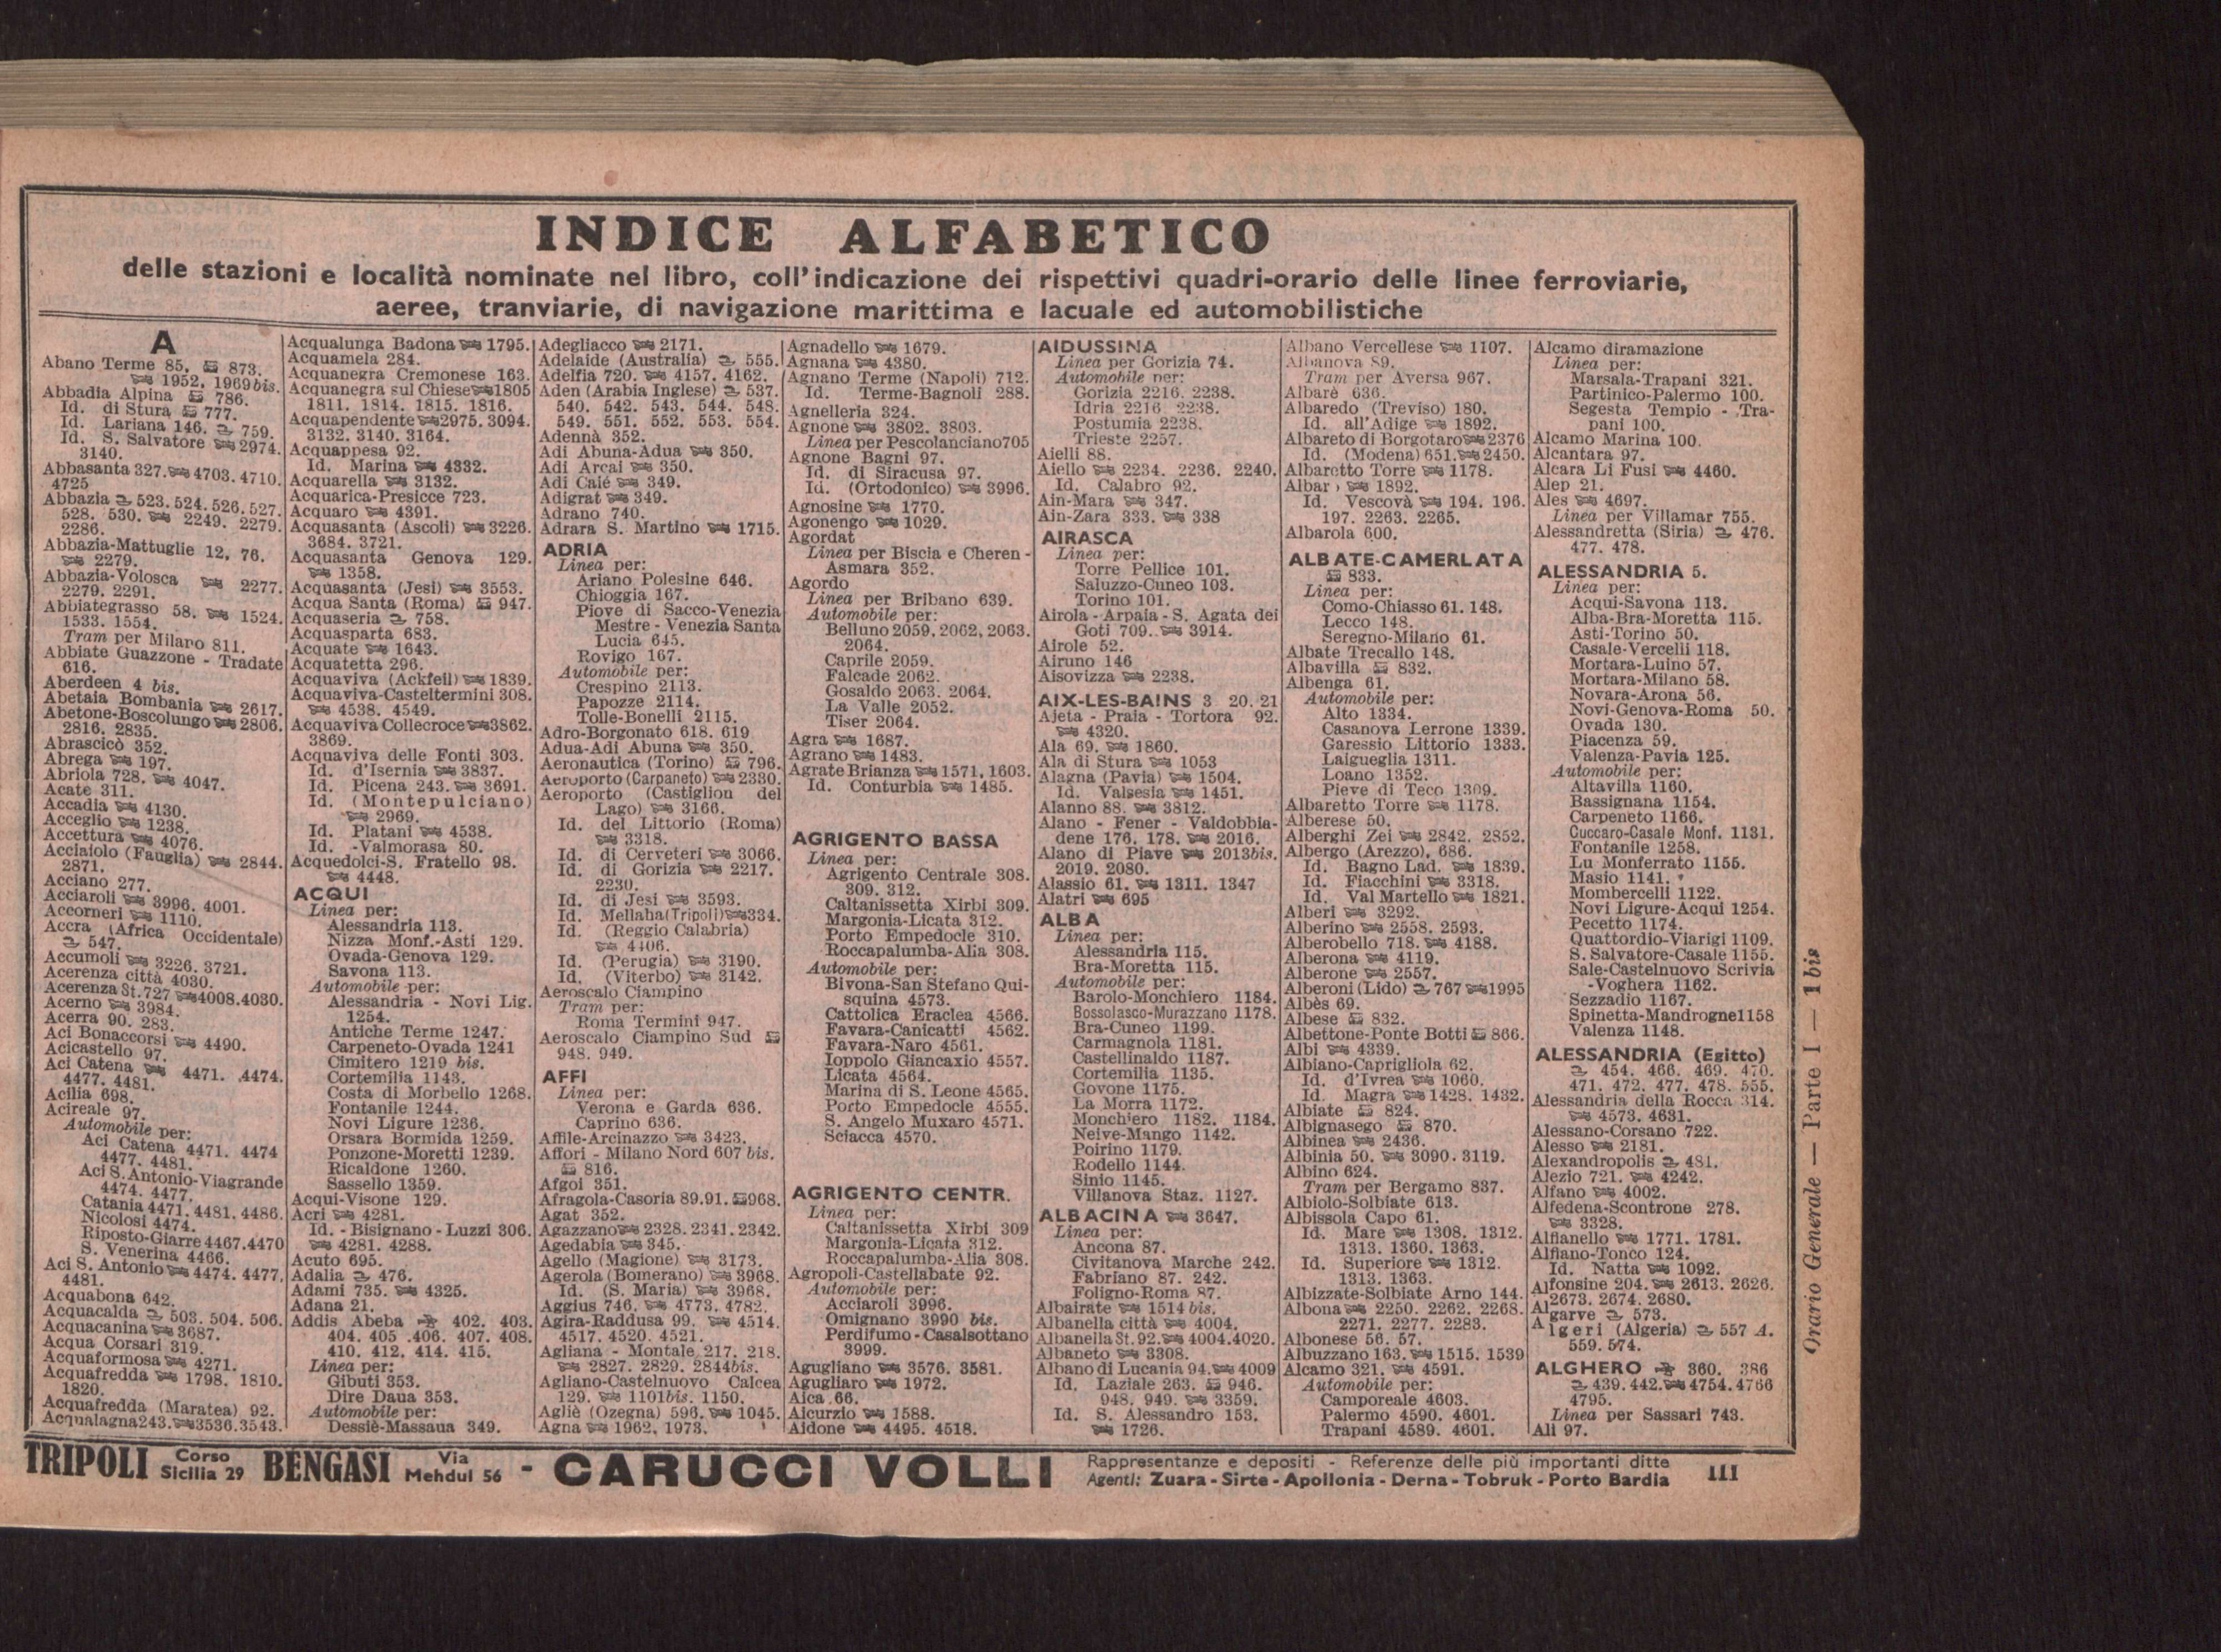 INDICE ALFABETICO
delle stazioni e località nominate nel libro, coll'indicazione dei rispettivi quadri-orario delle linee ferroviarie,
aeree, tranviarie, di navigazione marittima e lacuale ed automobilistiche
A
Abano Terme 85, 873.
1952, 1969 bis.
Abbadia Alpina 786.
Id. di Stura 777.
Id. Lariana 146. 759.
Id. S. Salvatore 2974.
3140.
Abbasanta 327. 4703. 4710.
4725
Abbazia 523. 524. 526. 527.
528. 530. 2249. 2279.
2286.
Abbazia-Mattuglie 12, 76.
2279.
Abbazia-Volosca 2277.
2279. 2291.
Abbiategrasso 58. 1524.
1533. 1554.
Tram per Milano 811.
Abbiate Guazzone - Tradate
616.
Aberdeen 4 bis.
Abetaia Bombania 2617.
Abetone-Boscolungo 2806.
2816. 2835.
Abrascicò 352.
Abrega 197.
Abriola 728. 4047.
Acate 311.
Accadia 4130.
Acceglio 1238.
Accettura 4076.
Acciaiolo (Fauglia) 2844.
2871.
Acciano 277.
Acciaroli 3996. 4001.
Accorneri 1110.
Accra (Africa Occidentale)
547.
Accumoli 3226. 3721.
Acerenza città 4030.
Acerenza St. 727 4008. 4030.
Acerno 3984.
Acerra 90. 283.
Aci Bonaccorsi 4490.
Acicastello 97.
Aci Catena 4471. 4474.
4477. 4481.
Acilia 698.
Acireale 97.
Automobile per:
Aci Catena 4471. 4474
4477. 4481.
Aci S. Antonio-Viagrande
4474. 4477.
Catania 4471. 4481. 4486.
Nicolosi 4474.
Riposto-Giarre 4467. 4470
S. Venerina 4466.
Aci S. Antonio 4474. 4477.
4481.
Acquabona 642.
Acquacalda 503. 504. 506.
Acquacanina 3687.
Acqua Corsari 319.
Acquaformosa 4271.
Acquafredda 1798. 1810.
1820.
Acquafredda (Maratea) 92.
Acqualagna 243. 3536. 3543.
Acqualunga Badona 1795.
Acquamela 284.
Acquanegra Cremonese 163.
Acquanegra sul Chiese 1805
1811. 1814. 1815. 1816.
Acquapendente 2975. 3094.
3132. 3140. 3164.
Acquappesa 92.
Id. Marina 4332.
Acquarella 3132.
Acquarica-Presicce 723.
Acquaro 4391.
Acquasanta (Ascoli) 3226.
3684. 3721.
Acquasanta Genova 129.
1358.
Acquasanta (Jesi) 3553.
Acqua Santa (Roma) 947.
Acquaseria 758.
Acquasparta 683.
Acquate 1643.
Acquatetta 296.
Acquaviva (Ackfeil) 1839.
Acquaviva-Casteltermini 308.
4538. 4549.
Acquaviva Collecroce 3862.
3869.
Acquaviva delle Fonti 303.
Id. d'Isernia 3837.
Id. Picena 243. 3691.
Id. (Montepulciano)
2969.
Id. Platani 4538.
Id. -Valmorasa 80.
Acquedolci-S. Fratello 98.
4448.
ACQUI
Linea per:
Alessandria 113.
Nizza Monf.-Asti 129.
Ovada-Genova 129.
Savona 113.
Automobile per:
Alessandria - Novi Lig.
1254.
Antiche Terme 1247.
Carpeneto-Ovada 1241
Cimitero 1219 bis.
Cortemilia 1143.
Costa di Morbello 1268.
Fontanile 1244.
Novi Ligure 1236.
Orsara Bormida 1259.
Ponzone-Moretti 1239.
Ricaldone 1260.
Sassello 1359.
Acqui-Visone 129.
Acri 4281.
Id. - Bisignano - Luzzi 306.
4281. 4288.
Acuto 695.
Adalia 476.
Adami 735. 4325.
Adana 21.
Addis Abeba 402. 403.
404. 405 .406. 407. 408.
410. 412. 414. 415.
Linea per:
Gibuti 353.
Dire Daua 353.
Automobile per:
Dessiè-Massaua 349.
Adegliacco 2171.
Adelaide (Australia) 555.
Adelfia 720. 4157. 4162.
Aden (Arabia Inglese) 537.
540. 542. 543. 544. 548.
549. 551. 552. 553. 554.
Adennà 352.
Adi Abuna-Adua 350.
Adi Arcai 350.
Adi Caié 349.
Adigrat 349.
Adrano 740.
Adrara S. Martino 1715.
ADRIA
Linea per:
Ariano Polesine 646.
Chioggia 167.
Piove di Sacco-Venezia
Mestre - Venezia Santa
Lucia 645.
Rovigo 167.
Automobile per:
Crespino 2113.
Papozze 2114.
Tolle-Bonelli 2115.
Adro-Borgonato 618. 619
Adua-Adi Abuna 350.
Aeronautica (Torino) 796.
Aeroporto (Carpaneto) 2330.
Aeroporto (Castiglion del
Lago) 3166.
Id. del Littorio (Roma)
3318.
Id. di Cerveteri 3066.
Id. di Gorizia 2217.
2230.
Id. di Jesi 3593.
Id. Mellaha (Tripoli) 334.
Id. (Reggio Calabria)
4406.
Id. (Perugia) 3190.
Id. (Viterbo) 3142.
Aeroscalo Ciampino
Tram per:
Roma Termini 947.
Aeroscalo Ciampino Sud
948. 949.
AFFI
Linea per:
Verona e Garda 636.
Caprino 636.
Affile-Arcinazzo 3423.
Affori - Milano Nord 607 bis.
816.
Afgoi 351.
Afragola-Casoria 89.91. 968.
Agat 352.
Agazzano 2328. 2341. 2342.
Agedabia 345.
Agello (Magione) 3173.
Agerola (Bomerano) 3968.
Id. (S. Maria) 3968.
Aggius 746. 4773. 4782.
Agira-Raddusa 99. 4514.
4517. 4520. 4521.
Agliana - Montale 217. 218.
2827. 2829. 2844bis.
Agliano-Castelnuovo Calcea
129. 1101bis. 1150.
Agliè (Ozegna) 596. 1045.
Agna 1962. 1973.
Agnadello 1679.
Agnana 4380.
Agnano Terme (Napoli) 712.
Id. Terme-Bagnoli 288.
Agnelleria 324.
Agnone 3802. 3803.
Linea per Pescolanciano 705
Agnone Bagni 97.
Id. di Siracusa 97.
Id. (Ortodonico) 3996.
Agnosine 1770.
Agonengo 1029.
Agordat
Linea per Biscia e Cheren -
Asmara 352.
Agordo
Linea per Bribano 639.
Automobile per:
Belluno 2059. 2062, 2063.
2064.
Caprile 2059.
Falcade 2062.
Gosaldo 2063. 2064.
La Valle 2052.
Tiser 2064.
Agra 1687.
Agrano 1483.
Agrate Brianza 1571. 1603.
Id. Conturbia 1485.
AGRIGENTO BASSA
Linea per:
Agrigento Centrale 308.
309. 312.
Caltanissetta Xirbi 309.
Margonia-Licata 312.
Porto Empedocle 310.
Roccapalumba-Alia 308.
Automobile per:
Bivona-San Stefano Qui-
squina 4573.
Cattolica Eraclea 4566.
Favara-Canicatti 4562.
Favara-Naro 4561.
Ioppolo Giancaxio 4557.
Licata 4564.
Marina di S. Leone 4565.
Porto Empedocle 4555.
S. Angelo Muxaro 4571.
Sciacca 4570.
AGRIGENTO CENTR.
Linea per:
Caltanissetta Xirbi 309
Margonia-Licata 312.
Roccapalumba-Alia 308.
Agropoli-Castellabate 92.
Automobile per:
Acciaroli 3996.
Omignano 3990 bis.
Perdifumo - Casalsottano
3999.
Agugliano 3576. 3581.
Agugliaro 1972.
Aica 66.
Aicurzio 1588.
Aidone 4495. 4518.
AIDUSSINA
Linea per Gorizia 74.
Automobile per:
Gorizia 2216. 2238.
Idria 2216. 2238.
Postumia 2238.
Trieste 2257.
Aielli 88.
Aiello 2234. 2236. 2240.
Id. Calabro 92.
Ain-Mara 347.
Ain-Zara 333. 338
AIRASCA
Linea per:
Torre Pellice 101.
Saluzzo-Cuneo 103.
Torino 101.
Airola - Arpaia - S. Agata dei
Goti 709. 3914.
Airole 52.
Airuno 146
Aisovizza 2238.
AIX-LES-BAINS 3 20. 21
Ajeta - Praia - Tortora 92.
4320.
Ala 69. 1860.
Ala di Stura 1053
Alagna (Pavia) 1504.
Id. Valsesia 1451.
Alanno 88. 3812.
Alano - Fener - Valdobbia-
dene 176. 178. 2016.
Alano di Piave 2013bis.
2019. 2080.
Alassio 61. 1311. 1347
Alatri 695
ALBA
Linea per:
Alessandria 115.
Bra-Moretta 115.
Automobile per:
Barolo-Monchiero 1184.
Bossolasco-Murazzano 1178.
Bra-Cuneo 1199.
Carmagnola 1181.
Castellinaldo 1187.
Cortemilia 1135.
Govone 1175.
La Morra 1172.
Monchiero 1182. 1184.
Neive-Mango 1142.
Poirino 1179.
Rodello 1144.
Sinio 1145.
Villanova Staz. 1127.
ALBACINA 3647.
Linea per:
Ancona 87.
Civitanova Marche 242.
Fabriano 87. 242.
Foligno-Roma 87.
Albairate 1514 bis.
Albanella città 4004.
Albanella St. 92. 4004. 4020.
Albaneto 3308.
Albano di Lucania 94. 4009
Id. Laziale 263. 946.
948. 949. 3359.
Id. S. Alessandro 153.
1726.
Albano Vercellese 1107.
Albanova 89.
Tram per Aversa 967.
Albarè 636.
Albaredo (Treviso) 180.
Id. all'Adige 1892.
Albareto di Borgotaro 2376
Id. (Modena) 651. 2450.
Albaretto Torre 1178.
1892.
Id. Vescovà 194. 196.
197. 2263. 2265.
Albarola 600.
ALBATE-CAMERLATA
833.
Linea per:
Como-Chiasso 61. 148.
Lecco 148.
Seregno-Milano 61.
Albate Trecallo 148.
Albavilla 832.
Albenga 61.
Automobile per:
Alto 1334.
Casanova Lerrone 1339.
Garessio Littorio 1333.
Laigueglia 1311.
Loano 1352.
Pieve di Teco 1309.
Albaretto Torre 1178.
Alberese 50.
Alberghi Zei 2842. 2852.
Albergo (Arezzo), 686.
Id. Bagno Lad. 1839.
Id. Fiacchini 3318.
Id. Val Martello 1821.
Alberi 3292.
Alberino 2558. 2593.
Alberobello 718. 4188.
Alberona 4119.
Alberone 2557.
Alberoni (Lido) 767 1995
Albès 69.
Albese 832.
Albettone-Ponte Botti 866.
Albi 4339.
Albiano-Caprigliola 62.
Id. d'Ivrea 1060.
Id. Magra 1428. 1432.
Albiate 824.
Albignasego 870.
Albinea 2436.
Albinia 50. 3090. 3119.
Albino 624.
Tram per Bergamo 837.
Albiolo-Solbiate 613.
Albissola Capo 61.
Id. Mare 1308. 1312.
1313. 1360. 1363.
Id. Superiore 1312.
1313. 1363.
Albizzate-Solbiate Arno 144.
Albona 2250. 2262. 2268.
2271. 2277. 2283.
Albonese 56. 57.
Albuzzano 163. 1515. 1539
Alcamo 321. 4591.
Automobile per:
Camporeale 4603.
Palermo 4590. 4601.
Trapani 4589. 4601.
Alcamo diramazione
Linea per:
Marsala-Trapani 321.
Partinico-Palermo 100.
Segesta Tempio - Tra-
pani 100.
Alcamo Marina 100.
Alcantara 97.
Alcara Li Fusi 4460.
Alep 21.
Ales 4697.
Linea per Villamar 755.
Alessandretta (Siria) 476.
477. 478.
ALESSANDRIA 5.
Linea per:
Acqui-Savona 113.
Alba-Bra-Moretta 115.
Asti-Torino 50.
Casale-Vercelli 118.
Mortara-Luino 57.
Mortara-Milano 58.
Novara-Arona 56.
Novi-Genova-Roma 50.
Ovada 130.
Piacenza 59.
Valenza-Pavia 125.
Automobile per:
Altavilla 1160.
Bassignana 1154.
Carpeneto 1166.
Cuccaro-Casale Monf. 1131.
Fontanile 1258.
Lu Monferrato 1155.
Masio 1141.
Mombercelli 1122.
Novi Ligure-Acqui 1254.
Pecetto 1174.
Quattordio-Viarigi 1109.
S. Salvatore-Casale 1155.
Sale-Castelnuovo Scrivia
-Voghera 1162.
Sezzadio 1167.
Spinetta-Mandrogne 1158
Valenza 1148.
ALESSANDRIA (Egitto)
454. 466. 469. 470.
471. 472. 477. 478. 555.
Alessandria della Rocca 314.
4573. 4631.
Alessano-Corsano 722.
Alesso 2181.
Alexandropolis 481.
Alezio 721. 4242.
Alfano 4002.
Alfedena-Scontrone 278.
3328.
Alfianello 1771. 1781.
Alfiano-Tonco 124.
Id. Natta 1092.
Alfonsine 204. 2613. 2626.
2673. 2674. 2680.
Algarve 573.
Algeri (Algeria) 557 A.
559. 574.
ALGHERO 360. 386
439. 442. 4754. 4766
4795.
Linea per Sassari 743.
Alì 97.
Orario Generale — Parte I — 1 bis
TRIPOLI Corso Sicilia 29 BENGASI Via Mehdui 56 - CARUCCI VOLLI
Rappresentanze e depositi - Referenze delle più importanti ditte
Agenti: Zuara - Sirte - Apollonia - Derna - Tobruk - Porto Bardia
III